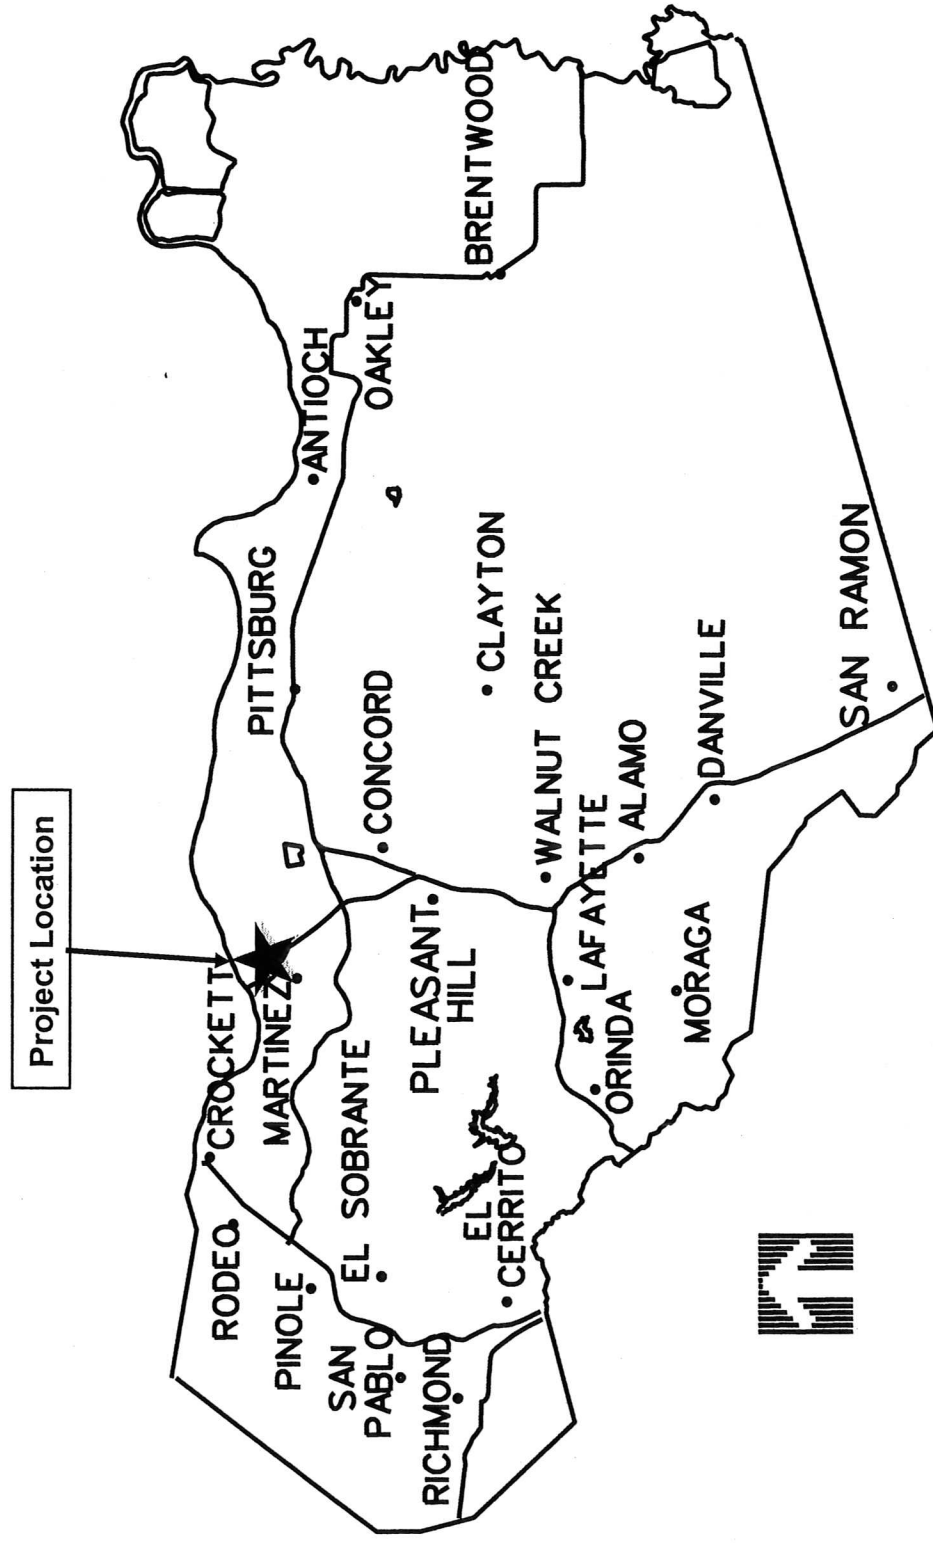 Project Location
CROCKETT
RODEO
MARTINEZ
PITTSBURG
ANTIOCH
PINOLE
OAKLEY
EL SOBRANTE
CONCORD
SAN
PABLO
RICHMOND
PLEASANT
HILL
CLAYTON
BRENTWOOD
EL
CERRITO
WALNUT CREEK
LAFAYETTE
ORINDA
ALAMO
MORAGA
DANVILLE
SAN RAMON